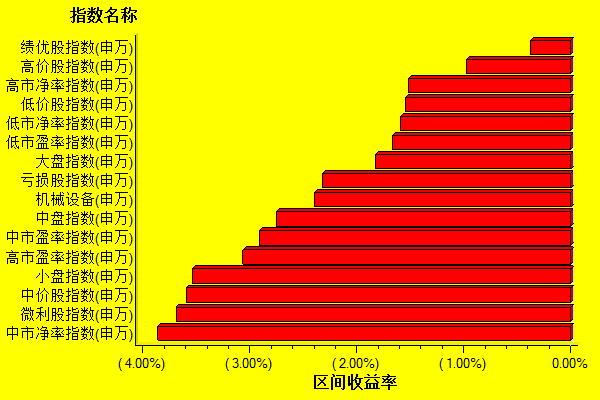 指数名称
绩优股指数(申万)
高价股指数(申万)
高市净率指数(申万)
低价股指数(申万)
低市净率指数(申万)
低市盈率指数(申万)
大盘指数(申万)
亏损股指数(申万)
机械设备(申万)
中盘指数(申万)
中市盈率指数(申万)
高市盈率指数(申万)
小盘指数(申万)
中价股指数(申万)
微利股指数(申万)
中市净率指数(申万)
(4.00%) (3.00%) (2.00%) (1.00%) 0.00%
区间收益率